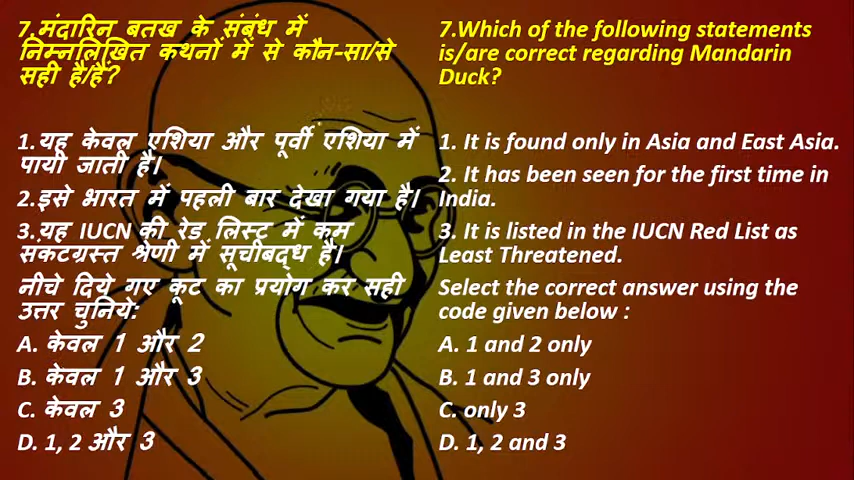 7.मंदारिन बतख के संबंध में
निम्नलिखित कथनों में से कौन-सा/से
सही है/हैं?
1.यह केवल एशिया और पूर्वी एशिया में
पायी जाती है।
2.इसे भारत में पहली बार देखा गया है।
3.यह IUCN की रेड लिस्ट में कम
संकटग्रस्त श्रेणी में सूचीबद्ध है।
नीचे दिये गए कूट का प्रयोग कर सही
उत्तर चुनिये:
A. केवल 1 और 2
B. केवल 1 और 3
C. केवल 3
D. 1, 2 और 3
7.Which of the following statements
is/are correct regarding Mandarin
Duck?
1. It is found only in Asia and East Asia.
2. It has been seen for the first time in
India.
3. It is listed in the IUCN Red List as
Least Threatened.
Select the correct answer using the
code given below :
A. 1 and 2 only
B. 1 and 3 only
C. only 3
D. 1, 2 and 3